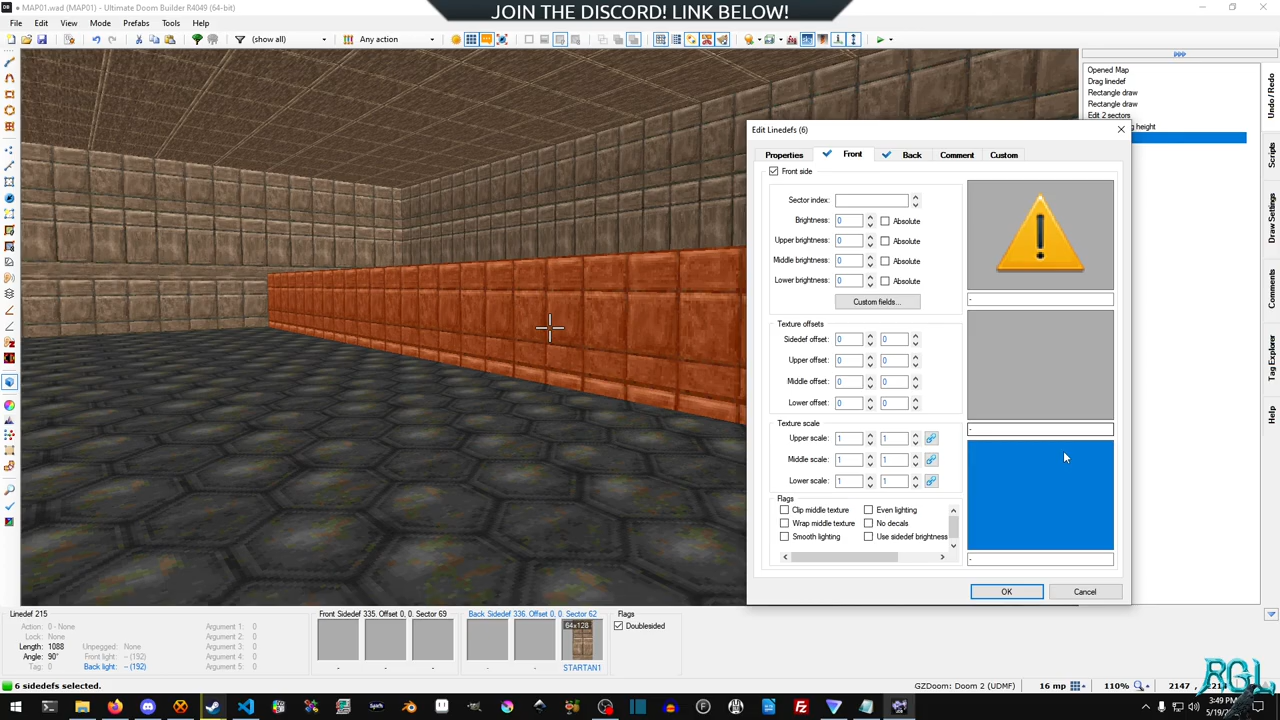 JOIN THE DISCORD! LINK BELOW!
MAP01.wad (MAP01) - Ultimate Doom Builder R4049 (64-bit)
File Edit View Mode Prefabs Tools Help
(show all) Any action
Opened Map
Drag linedef
Rectangle draw
Rectangle draw
Edit 2 sectors
g height
Undo / Redo
Scripts
Draw Settings
Comments
Tag Explorer
Help
Edit Linedefs (6)
Properties Front Back Comment Custom
Front side
Sector index:
Brightness: 0 Absolute
Upper brightness: 0 Absolute
Middle brightness: 0 Absolute
Lower brightness: 0 Absolute
Custom fields...
-
Texture offsets
Sidedef offset: 0 0
Upper offset: 0 0
Middle offset: 0 0
Lower offset: 0 0
Texture scale
-
Upper scale: 1 1
Middle scale: 1 1
Lower scale: 1 1
Flags
Clip middle texture Even lighting
Wrap middle texture No decals
Smooth lighting Use sidedef brightness
-
OK Cancel
Linedef 215
Action: 0 - None
Lock: None
Length: 1088
Angle: 90°
Tag: 0
Unpegged: None
Front light: -- (192)
Back light: -- (192)
Argument 1: 0
Argument 2: 0
Argument 3: 0
Argument 4: 0
Argument 5: 0
Front Sidedef 335. Offset 0, 0. Sector 69
- - -
Back Sidedef 336. Offset 0, 0. Sector 62
64x128
- - STARTAN1
Flags
Doublesided
RGL
6 sidedefs selected.
GZDoom: Doom 2 (UDMF) 16 mp 110% 2147 ,
3:49 PM
5/19/